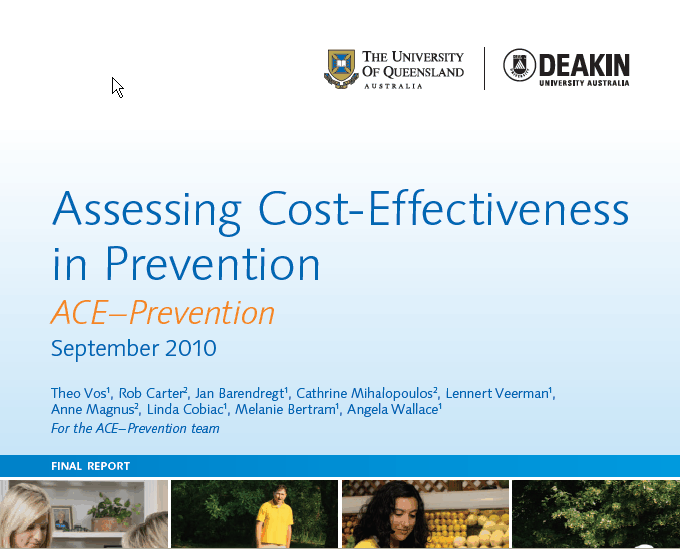 THE UNIVERSITY
OF QUEENSLAND
AUSTRALIA
DEAKIN
UNIVERSITY AUSTRALIA
Assessing Cost-Effectiveness
in Prevention
ACE–Prevention
September 2010
Theo Vos¹, Rob Carter², Jan Barendregt¹, Cathrine Mihalopoulos², Lennert Veerman¹,
Anne Magnus², Linda Cobiac¹, Melanie Bertram¹, Angela Wallace¹
For the ACE–Prevention team
FINAL REPORT